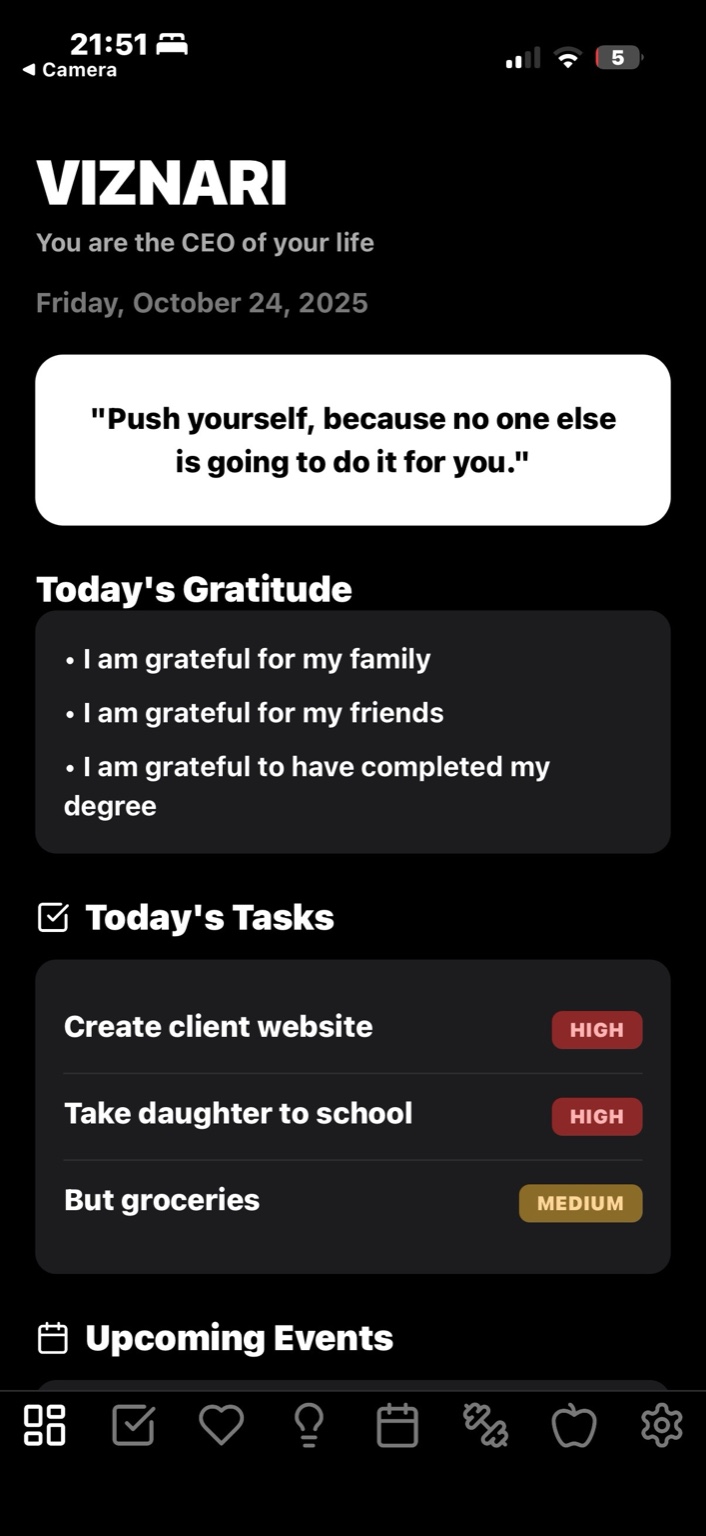 21:51
5
◀ Camera
VIZNARI
You are the CEO of your life
Friday, October 24, 2025
"Push yourself, because no one else
is going to do it for you."
Today's Gratitude
• I am grateful for my family
• I am grateful for my friends
• I am grateful to have completed my
degree
Today's Tasks
Create client website HIGH
Take daughter to school HIGH
But groceries MEDIUM
Upcoming Events